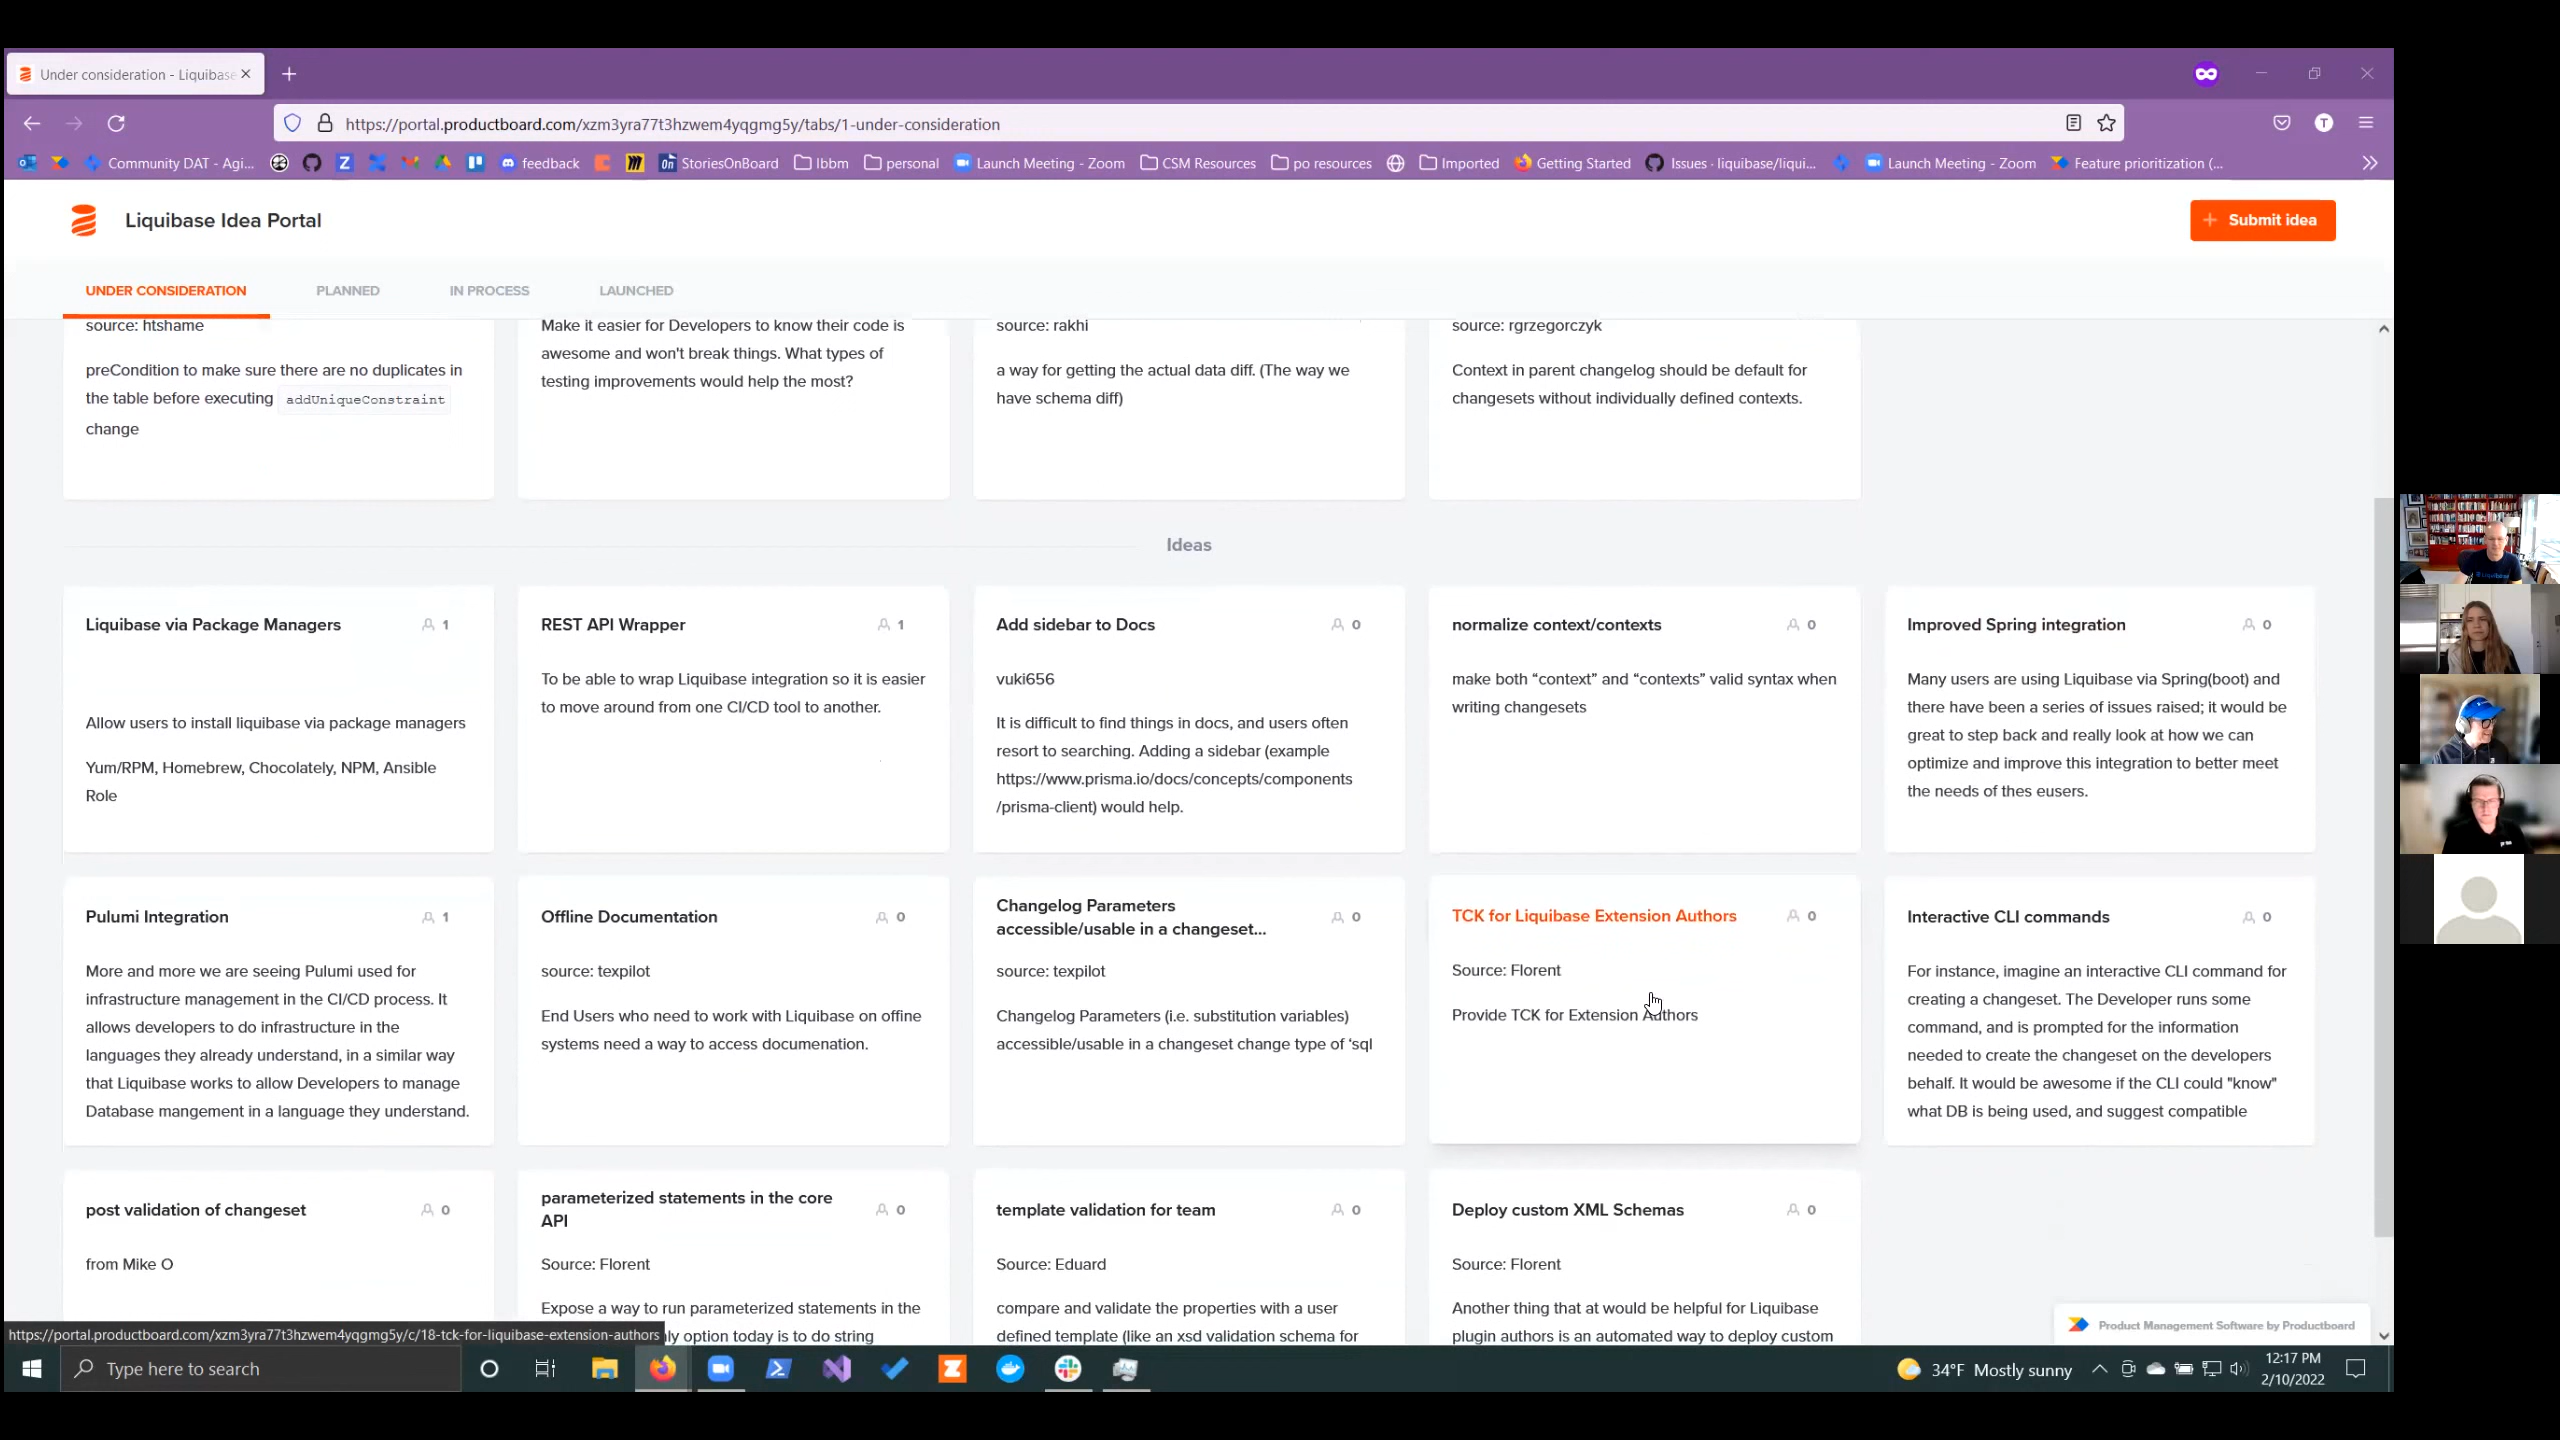 Under consideration - Liquibase
https://portal.productboard.com/xzm3yra77t3hzwem4yqgmg5y/tabs/1-under-consideration
T
Community DAT - Agi...
feedback
StoriesOnBoard
lbbm
personal
Launch Meeting - Zoom
CSM Resources
po resources
Imported
Getting Started
Issues · liquibase/liqui...
Launch Meeting - Zoom
Feature prioritization (...
Liquibase Idea Portal
+ Submit idea
UNDER CONSIDERATION
PLANNED
IN PROCESS
LAUNCHED
source: htshame
preCondition to make sure there are no duplicates in
the table before executing addUniqueConstraint
change
Make it easier for Developers to know their code is
awesome and won't break things. What types of
testing improvements would help the most?
source: rakhi
a way for getting the actual data diff. (The way we
have schema diff)
source: rgrzegorczyk
Context in parent changelog should be default for
changesets without individually defined contexts.
Ideas
Liquibase via Package Managers
1
Allow users to install liquibase via package managers
Yum/RPM, Homebrew, Chocolately, NPM, Ansible
Role
REST API Wrapper
1
To be able to wrap Liquibase integration so it is easier
to move around from one CI/CD tool to another.
Add sidebar to Docs
0
vuki656
It is difficult to find things in docs, and users often
resort to searching. Adding a sidebar (example
https://www.prisma.io/docs/concepts/components
/prisma-client) would help.
normalize context/contexts
0
make both “context” and “contexts” valid syntax when
writing changesets
Improved Spring integration
0
Many users are using Liquibase via Spring(boot) and
there have been a series of issues raised; it would be
great to step back and really look at how we can
optimize and improve this integration to better meet
the needs of thes eusers.
Pulumi Integration
1
More and more we are seeing Pulumi used for
infrastructure management in the CI/CD process. It
allows developers to do infrastructure in the
languages they already understand, in a similar way
that Liquibase works to allow Developers to manage
Database mangement in a language they understand.
Offline Documentation
0
source: texpilot
End Users who need to work with Liquibase on offine
systems need a way to access documenation.
Changelog Parameters
accessible/usable in a changeset...
0
source: texpilot
Changelog Parameters (i.e. substitution variables)
accessible/usable in a changeset change type of ‘sql
TCK for Liquibase Extension Authors
0
Source: Florent
Provide TCK for Extension Authors
Interactive CLI commands
0
For instance, imagine an interactive CLI command for
creating a changeset. The Developer runs some
command, and is prompted for the information
needed to create the changeset on the developers
behalf. It would be awesome if the CLI could "know"
what DB is being used, and suggest compatible
post validation of changeset
0
from Mike O
parameterized statements in the core
API
0
Source: Florent
Expose a way to run parameterized statements in the
ly option today is to do string
template validation for team
0
Source: Eduard
compare and validate the properties with a user
defined template (like an xsd validation schema for
Deploy custom XML Schemas
0
Source: Florent
Another thing that at would be helpful for Liquibase
plugin authors is an automated way to deploy custom
Product Management Software by Productboard
https://portal.productboard.com/xzm3yra77t3hzwem4yqgmg5y/c/18-tck-for-liquibase-extension-authors
Type here to search
34°F Mostly sunny
12:17 PM
2/10/2022